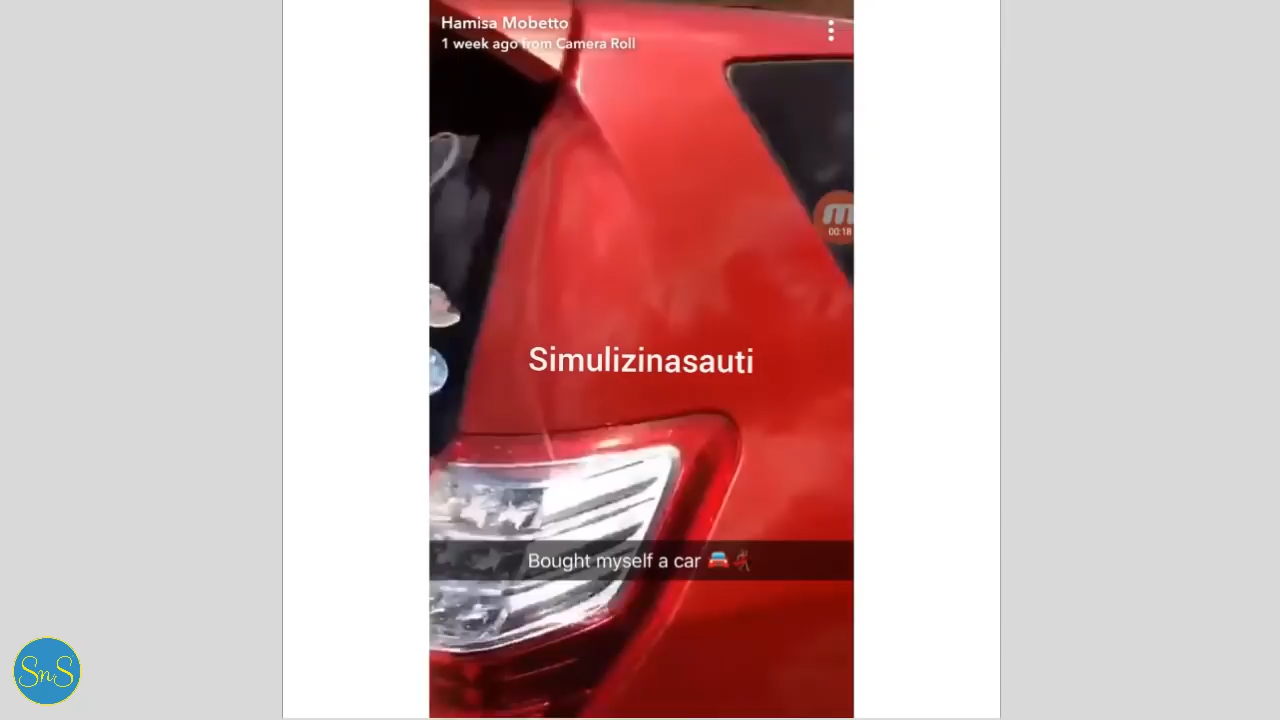 Hamisa Mobetto
1 week ago from Camera Roll
00:18
Simulizinasauti
Bought myself a car 🚘💃
SnS